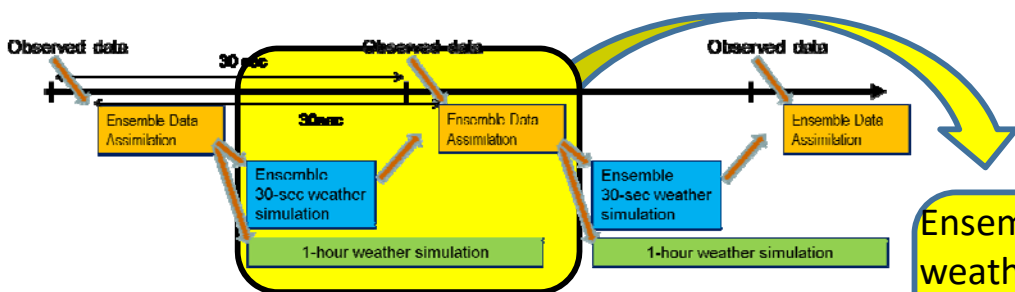 Observed data
Observed data
Observed data
30 sec
30sec
Ensemble Data
Assimilation
Ensemble Data
Assimilation
Ensemble Data
Assimilation
Ensemble
30-sec weather
simulation
Ensemble
30-sec weather
simulation
1-hour weather simulation
1-hour weather simulation